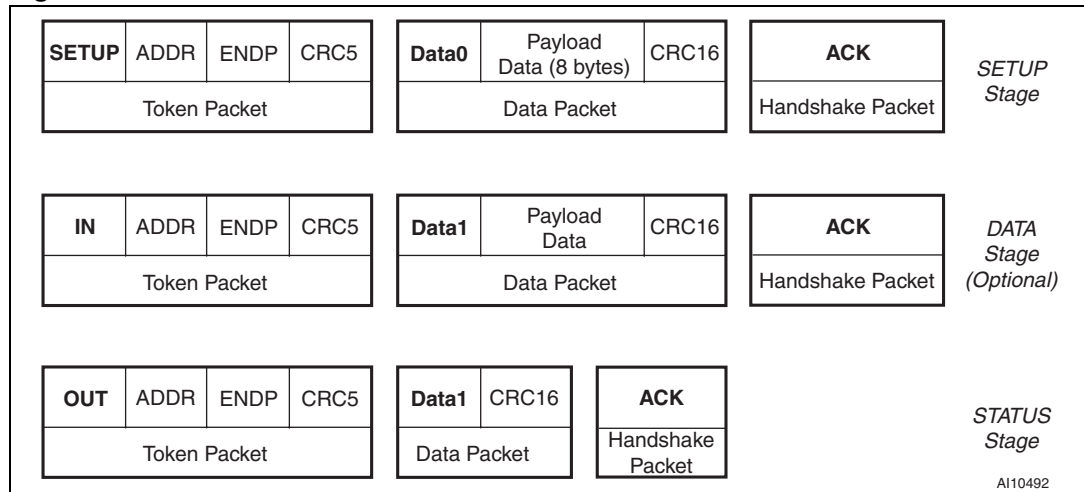 SETUP ADDR ENDP CRC5 Data0 Payload Data (8 bytes) CRC16 ACK SETUP Stage
Token Packet Data Packet Handshake Packet
IN ADDR ENDP CRC5 Data1 Payload Data CRC16 ACK DATA Stage (Optional)
Token Packet Data Packet Handshake Packet
OUT ADDR ENDP CRC5 Data1 CRC16 ACK STATUS Stage
Token Packet Data Packet Handshake Packet
AI10492